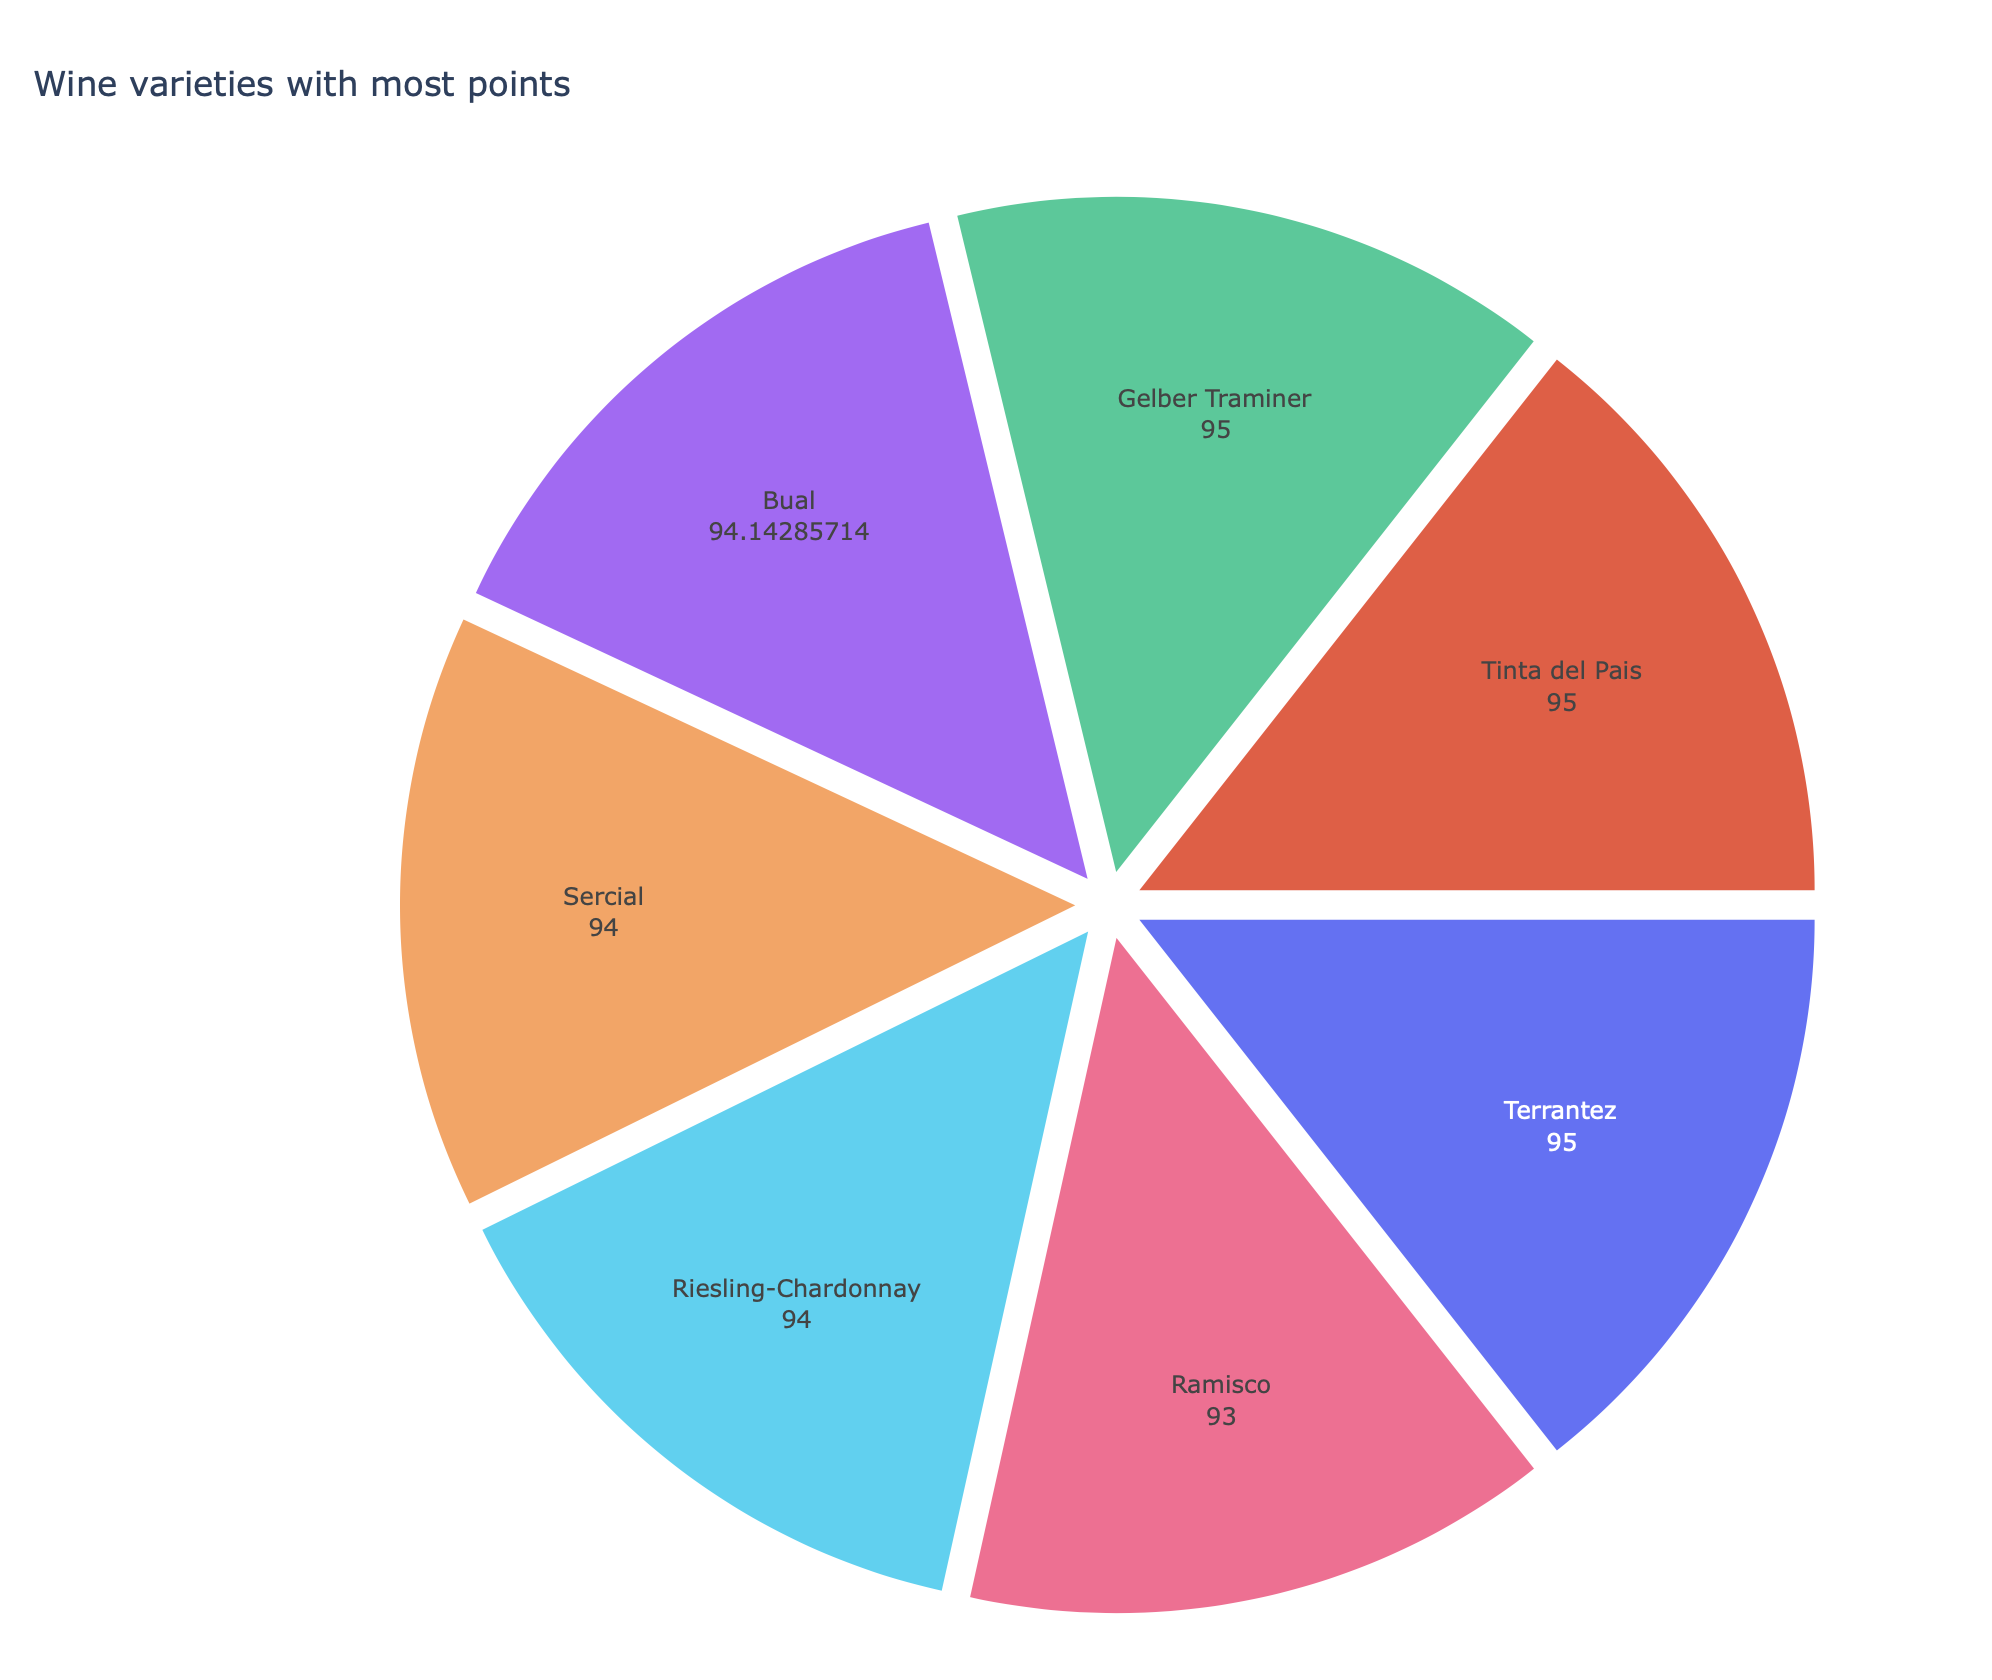 Wine varieties with most points
Gelber Traminer
95
Bual
94.14285714
Tinta del Pais
95
Sercial
94
Terrantez
95
Riesling-Chardonnay
94
Ramisco
93